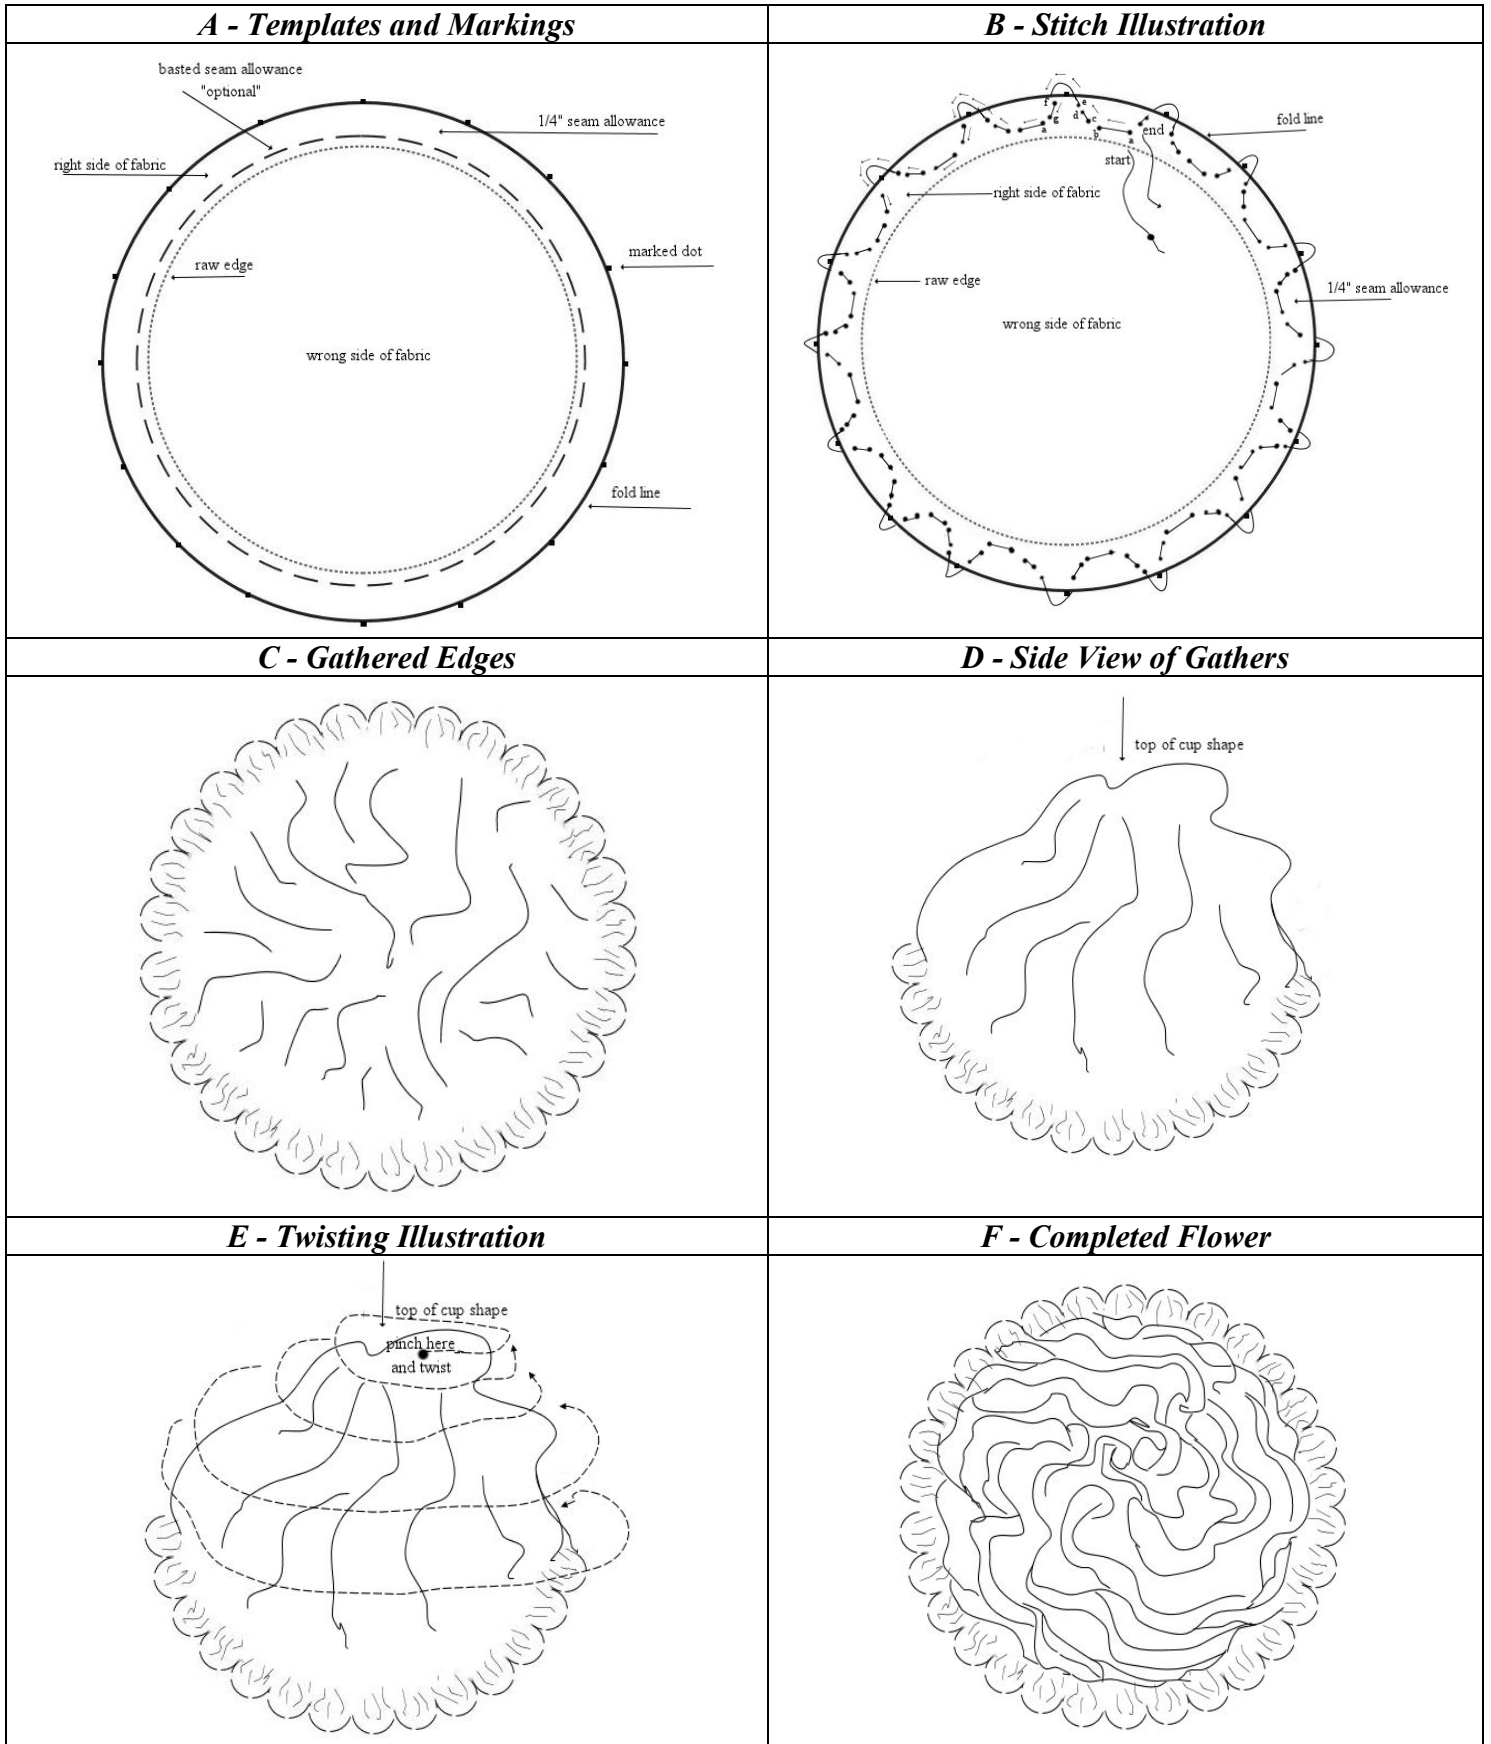 A - Templates and Markings
B - Stitch Illustration
basted seam allowance
"optional"
1/4" seam allowance
right side of fabric
marked dot
raw edge
wrong side of fabric
fold line
f
e
g
d
c
a
b
a
end
start
fold line
right side of fabric
raw edge
1/4" seam allowance
wrong side of fabric
C - Gathered Edges
D - Side View of Gathers
top of cup shape
E - Twisting Illustration
F - Completed Flower
top of cup shape
pinch here
and twist